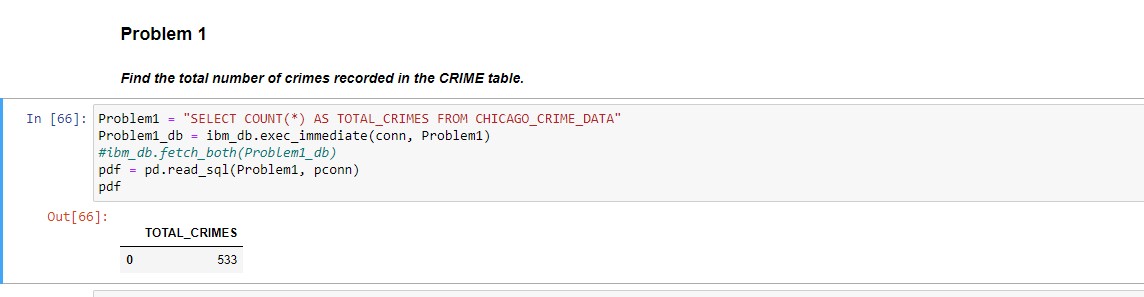 Problem 1
Find the total number of crimes recorded in the CRIME table.
In [66]: Problem1 = "SELECT COUNT(*) AS TOTAL_CRIMES FROM CHICAGO_CRIME_DATA"
Problem1_db = ibm_db.exec_immediate(conn, Problem1)
#ibm_db.fetch_both(Problem1_db)
pdf = pd.read_sql(Problem1, pconn)
pdf
Out[66]:
TOTAL_CRIMES
0 533